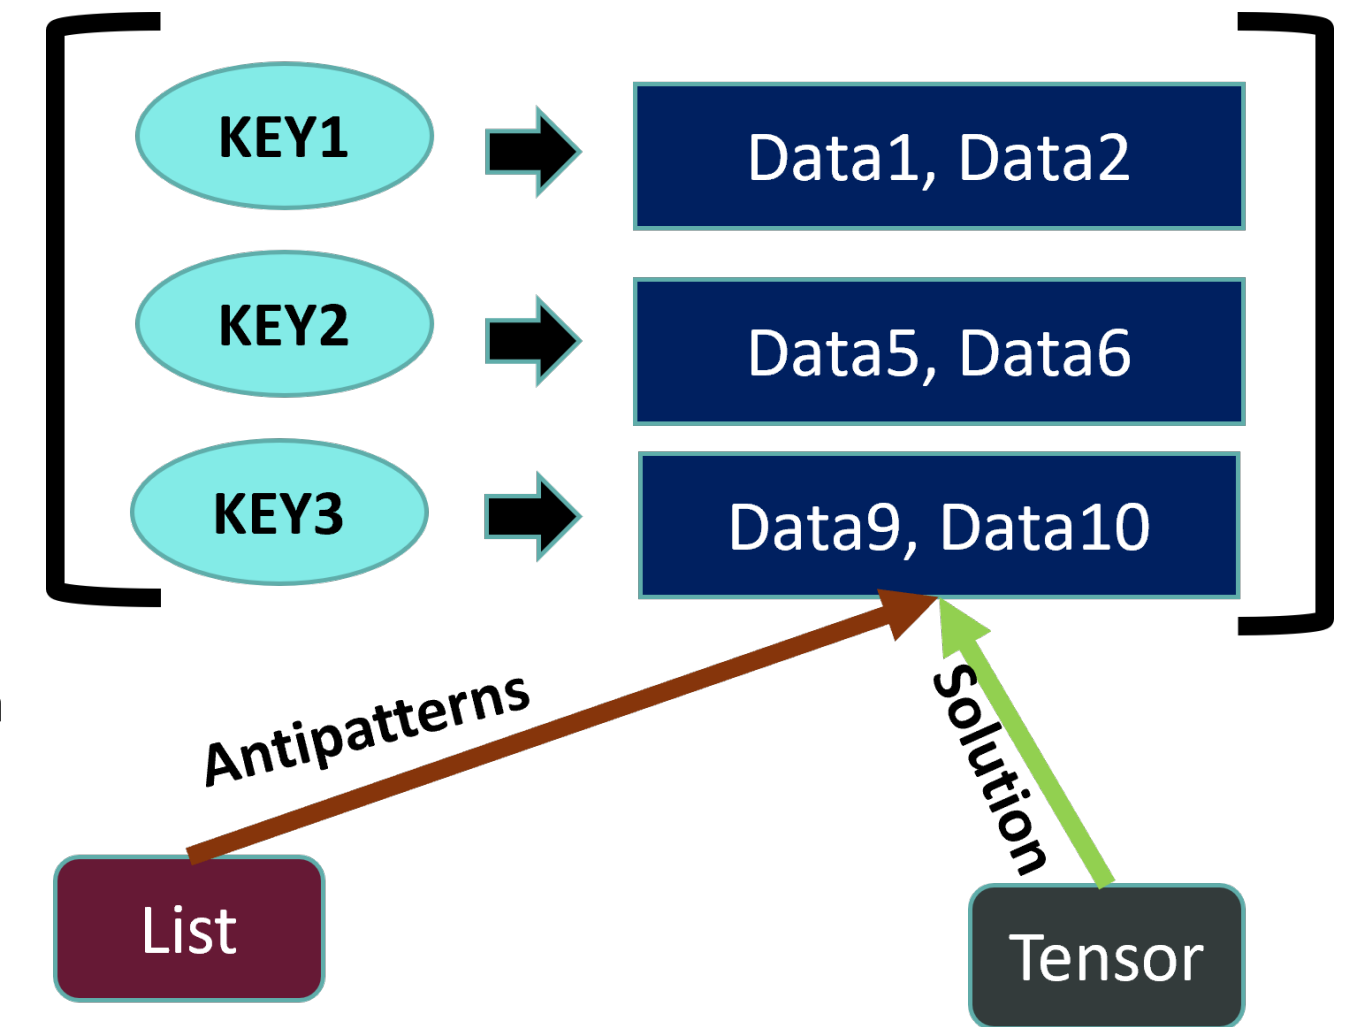 KEY1
Data1, Data2
KEY2
Data5, Data6
KEY3
Data9, Data10
Antipatterns
Solution
List
Tensor